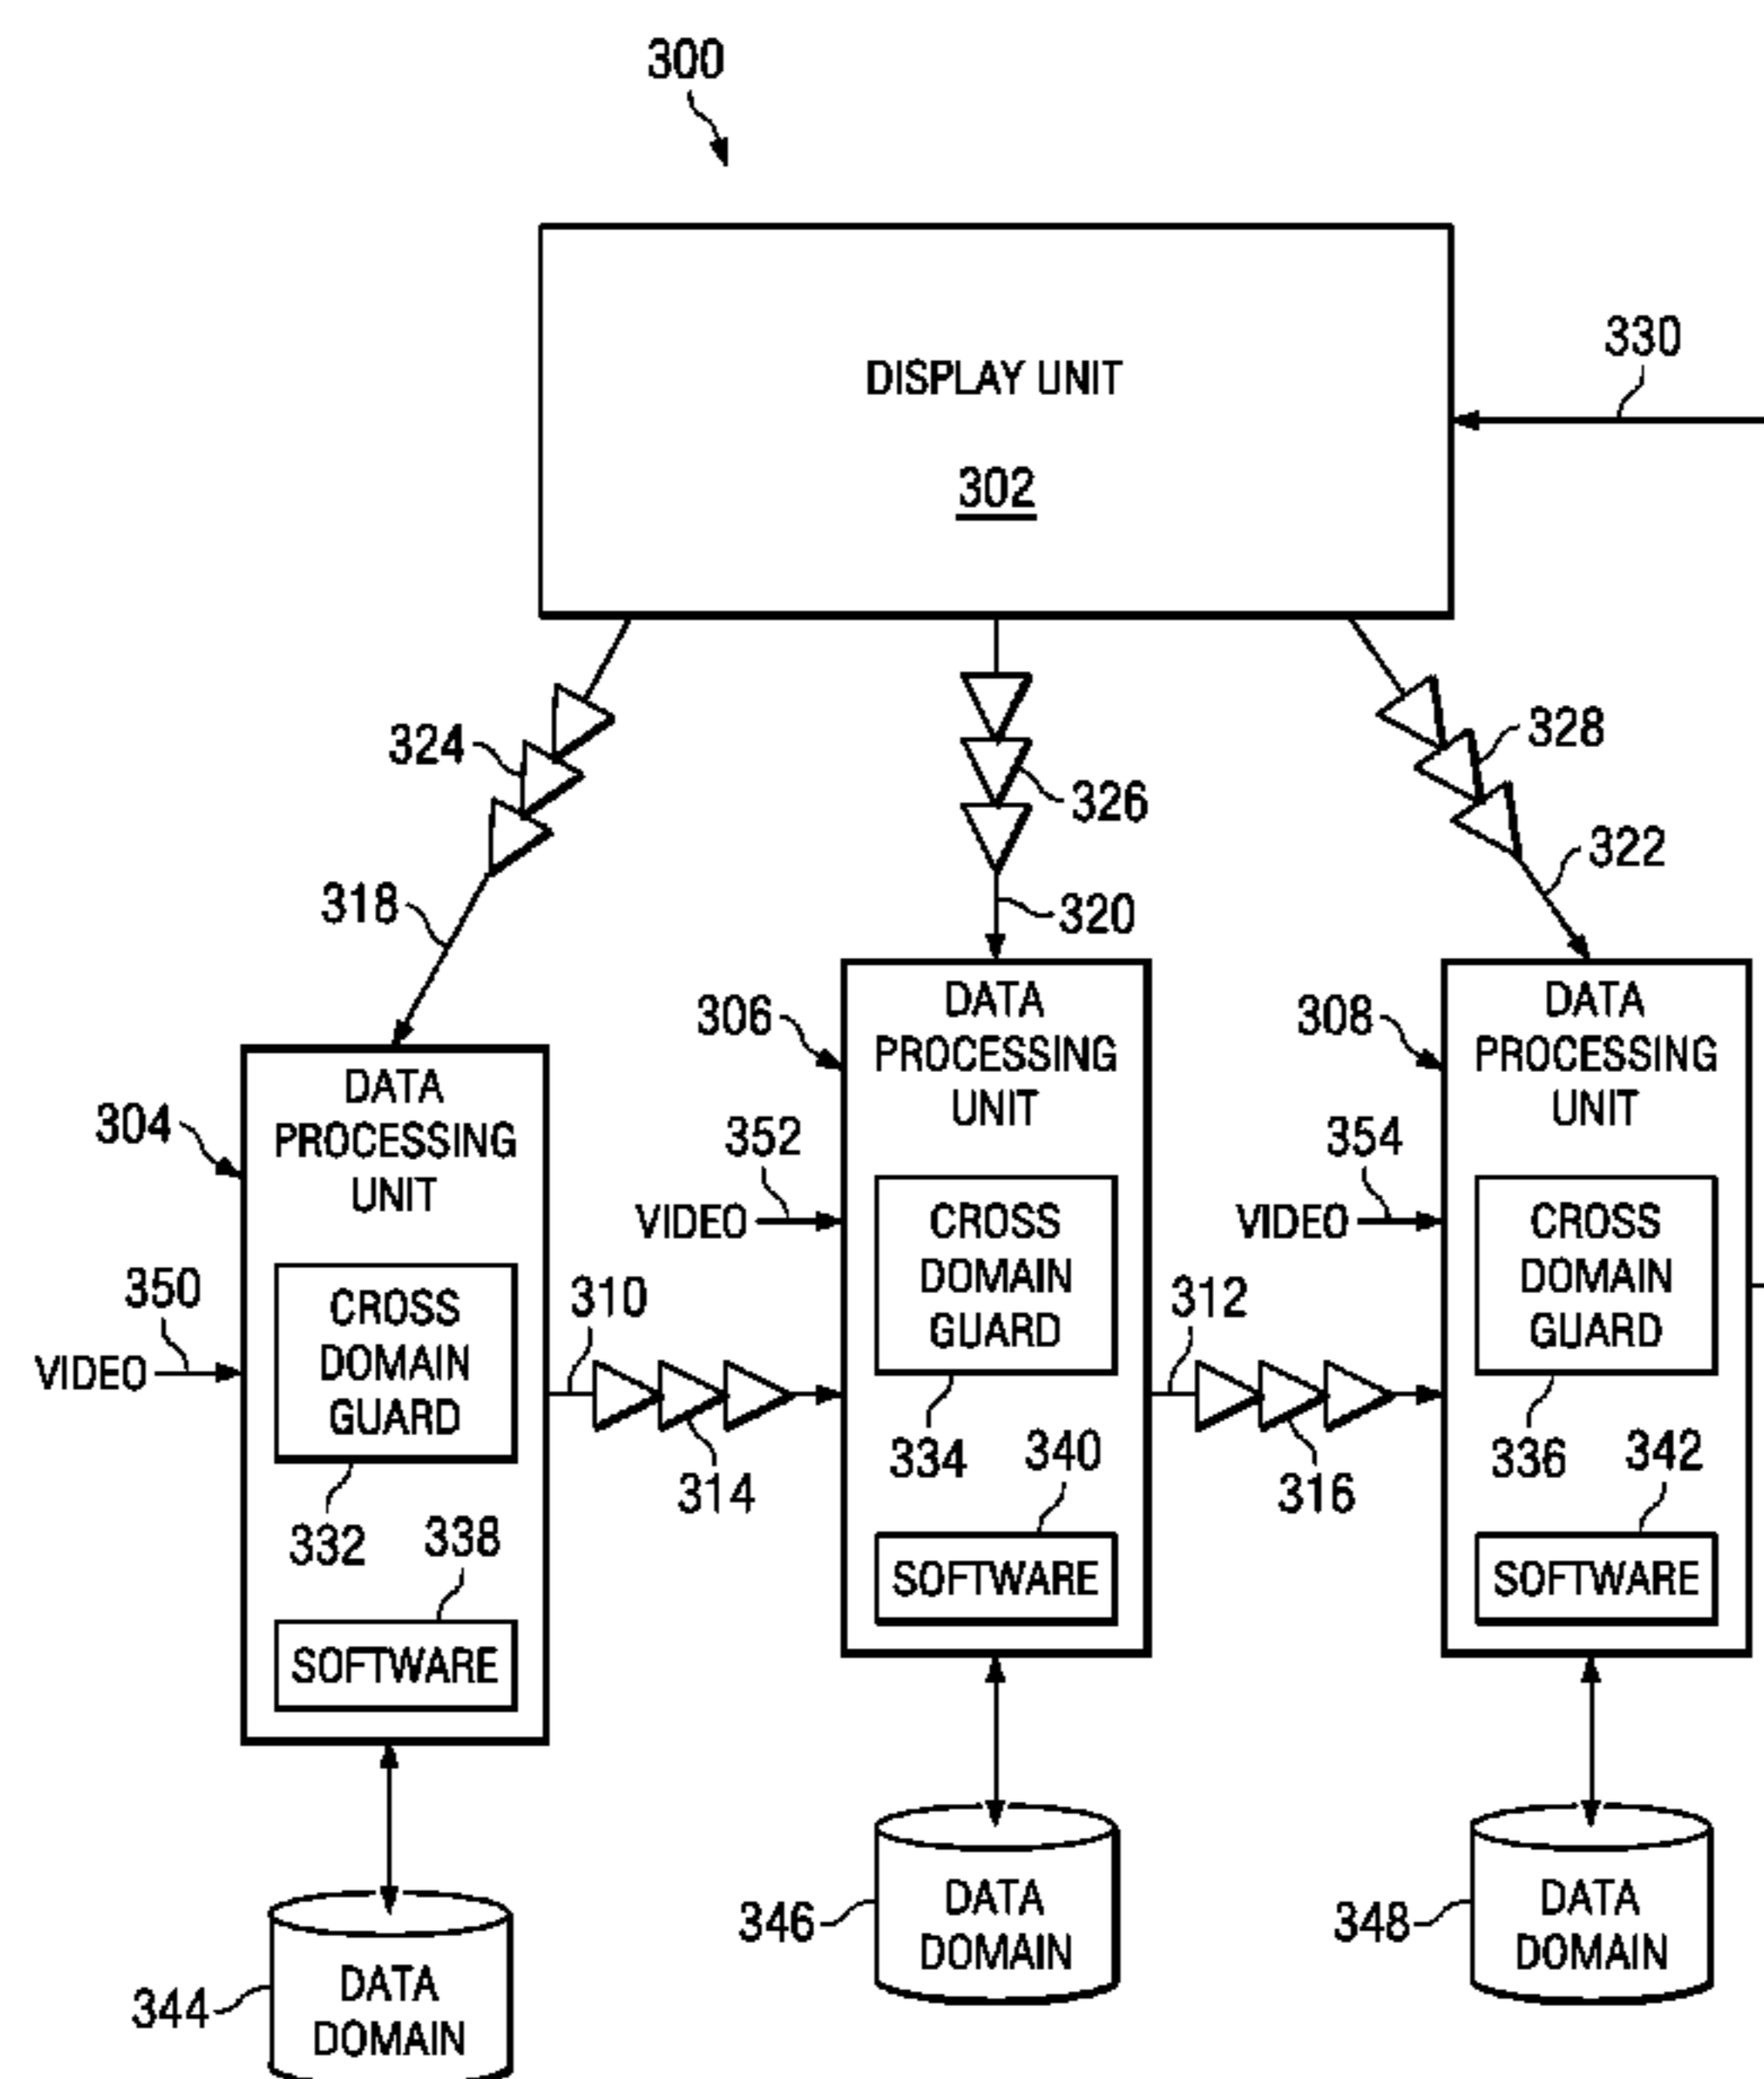 300
DISPLAY UNIT
302
330
324
326
328
318
320
322
304
DATA
PROCESSING
UNIT
306
DATA
PROCESSING
UNIT
308
DATA
PROCESSING
UNIT
350
VIDEO
352
VIDEO
354
VIDEO
CROSS
DOMAIN
GUARD
332
CROSS
DOMAIN
GUARD
334
CROSS
DOMAIN
GUARD
336
310
314
312
316
338
SOFTWARE
340
SOFTWARE
342
SOFTWARE
344
DATA
DOMAIN
346
DATA
DOMAIN
348
DATA
DOMAIN